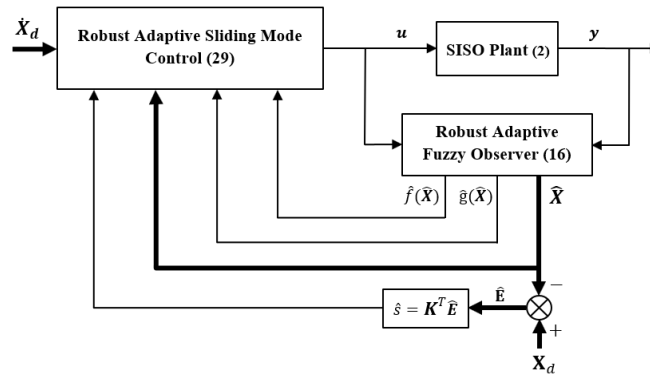 Ẋ_d
Robust Adaptive Sliding Mode
Control (29)
u
SISO Plant (2)
y
Robust Adaptive
Fuzzy Observer (16)
f̂(X̂)
ĝ(X̂)
X̂
−
Ê
ŝ = K^T Ê
+
X_d